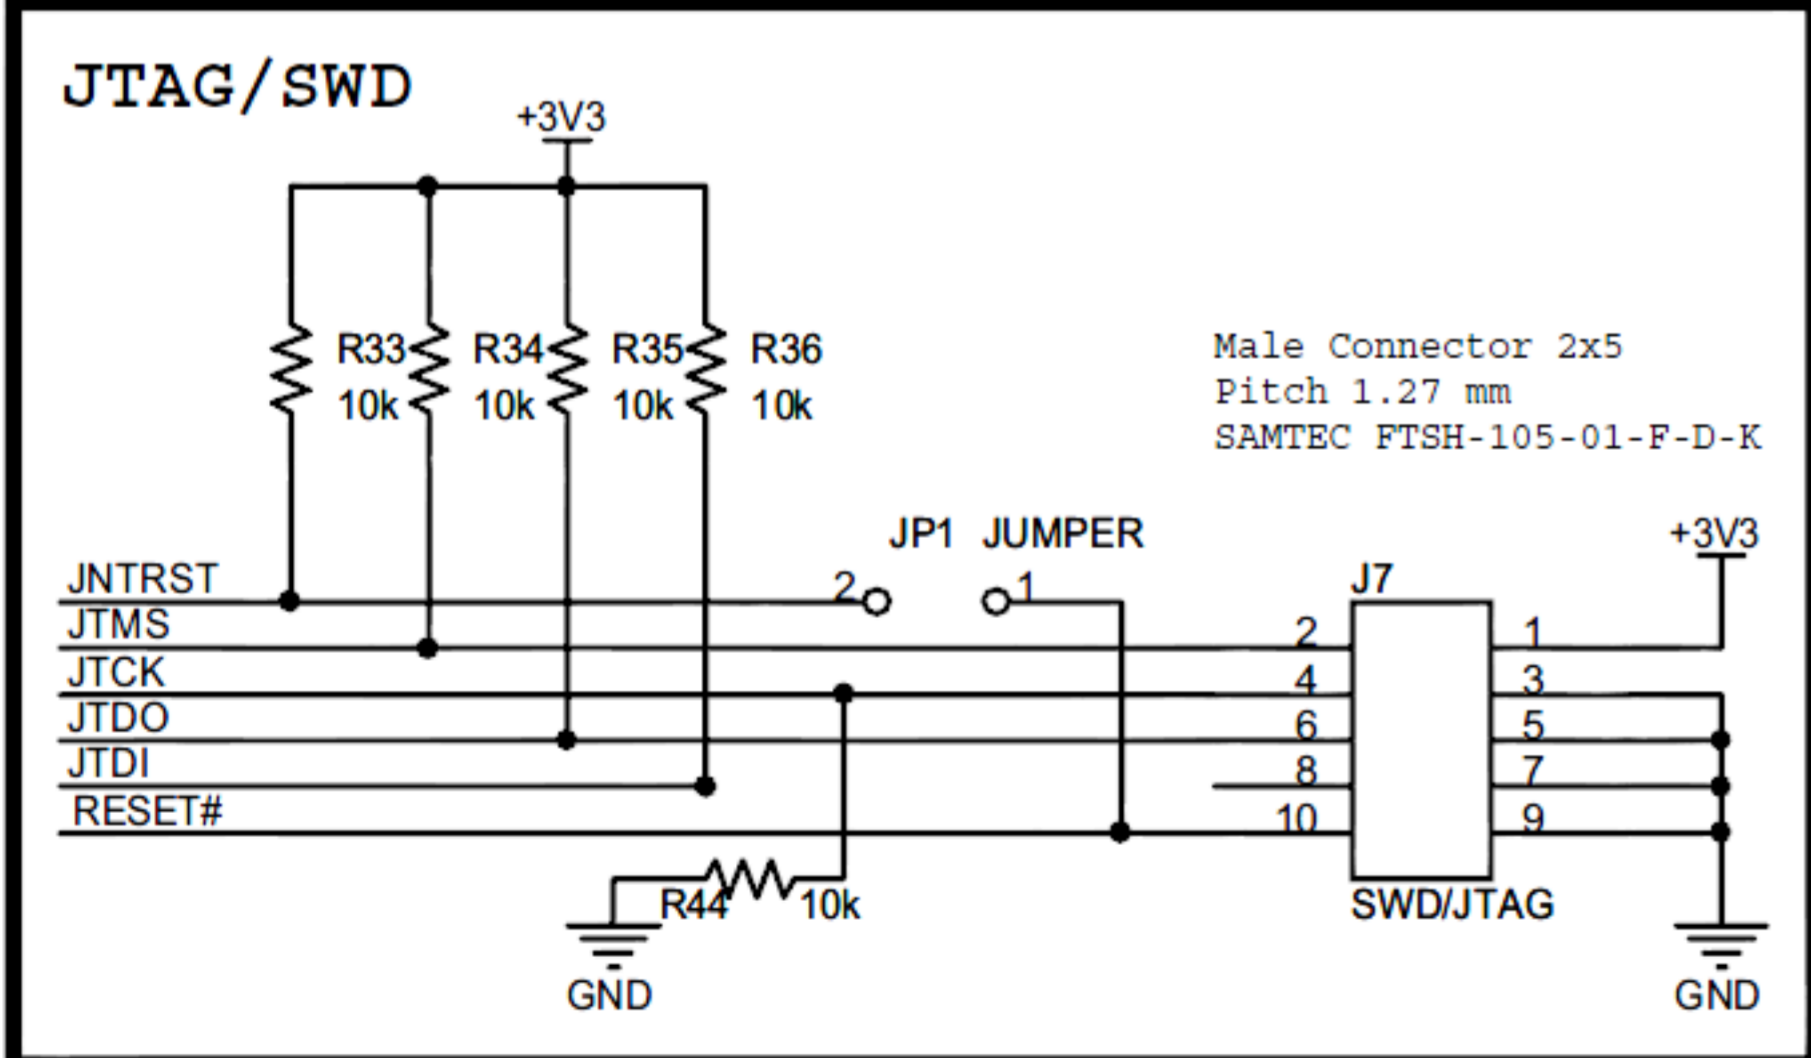 JTAG/SWD
+3V3
R33 R34 R35 R36
10k 10k 10k 10k
Male Connector 2x5
Pitch 1.27 mm
SAMTEC FTSH-105-01-F-D-K
JP1 JUMPER
+3V3
JNTRST 2 1 J7
JTMS 2 1
JTCK 4 3
JTDO 6 5
JTDI 8 7
RESET# 10 9
R44 10k SWD/JTAG
GND GND